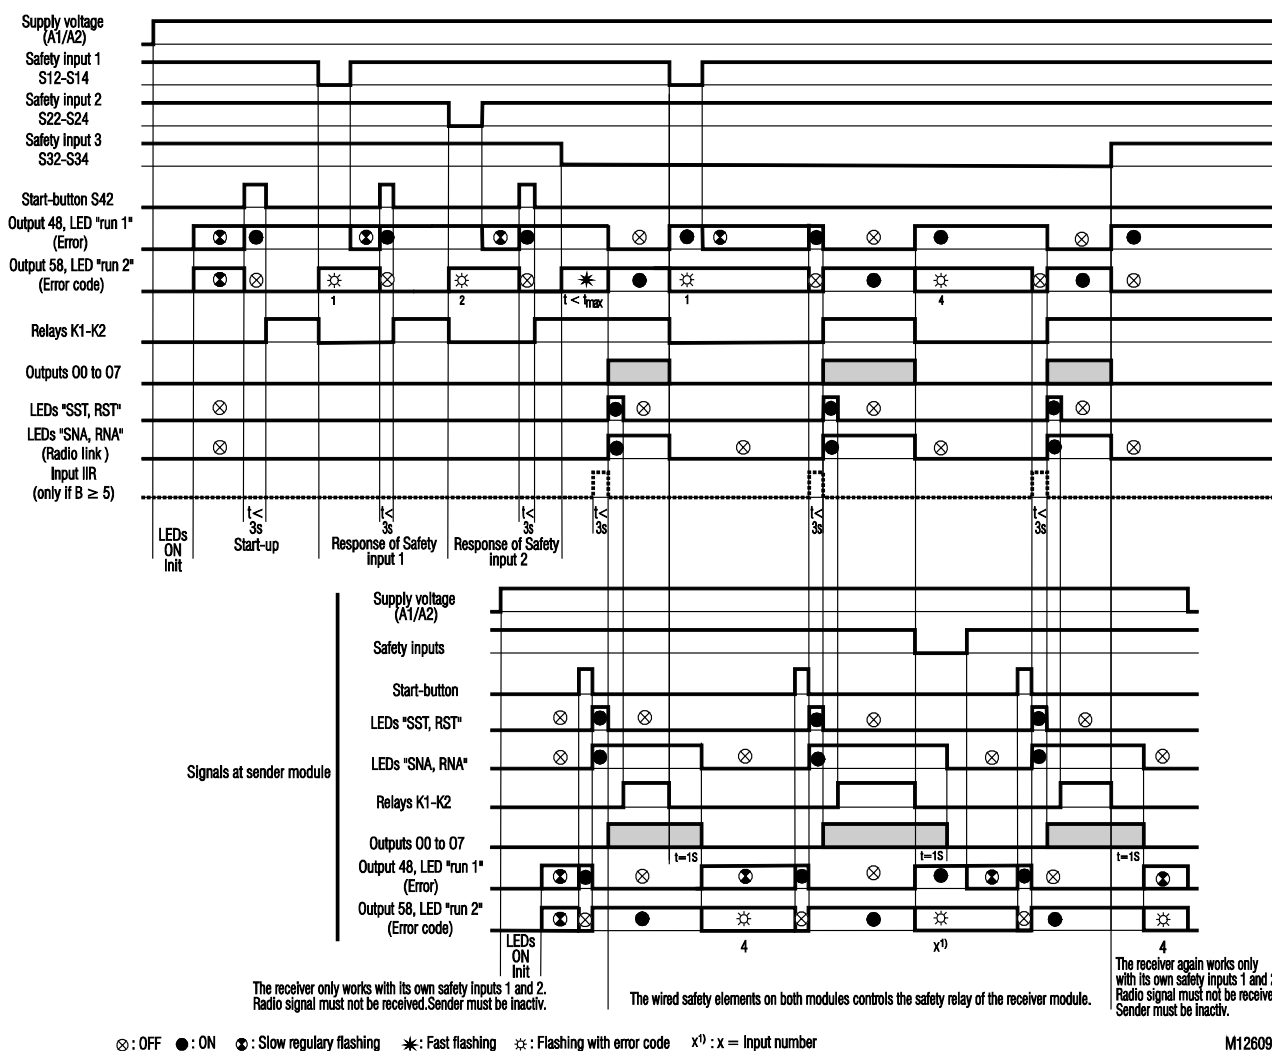 Supply voltage
(A1/A2)
Safety input 1
S12-S14
Safety input 2
S22-S24
Safety input 3
S32-S34
Start-button S42
Output 48, LED "run 1"
(Error)
Output 58, LED "run 2"
(Error code)
1
2
t < tmax
1
4
Relays K1-K2
Outputs O0 to O7
LEDs "SST, RST"
LEDs "SNA, RNA"
(Radio link )
Input IIR
(only if B ≥ 5)
t<
3s
t<
3s
t<
3s
t<
3s
t<
3s
t<
3s
LEDs
ON
Init
Start-up
Response of Safety
input 1
Response of Safety
input 2
Signals at sender module
Supply voltage
(A1/A2)
Safety inputs
Start-button
LEDs "SST, RST"
LEDs "SNA, RNA"
Relays K1-K2
Outputs O0 to O7
t=1S
t=1S
t=1S
Output 48, LED "run 1"
(Error)
Output 58, LED "run 2"
(Error code)
LEDs
ON
Init
4
X¹⁾
4
The receiver only works with its own safety inputs 1 and 2.
Radio signal must not be received.Sender must be inactiv.
The wired safety elements on both modules controls the safety relay of the receiver module.
The receiver again works only
with its own safety inputs 1 and 2
Radio signal must not be receive
Sender must be inactiv.
⊗ : OFF ● : ON : Slow regulary flashing : Fast flashing : Flashing with error code X¹⁾ : x = Input number
M12609